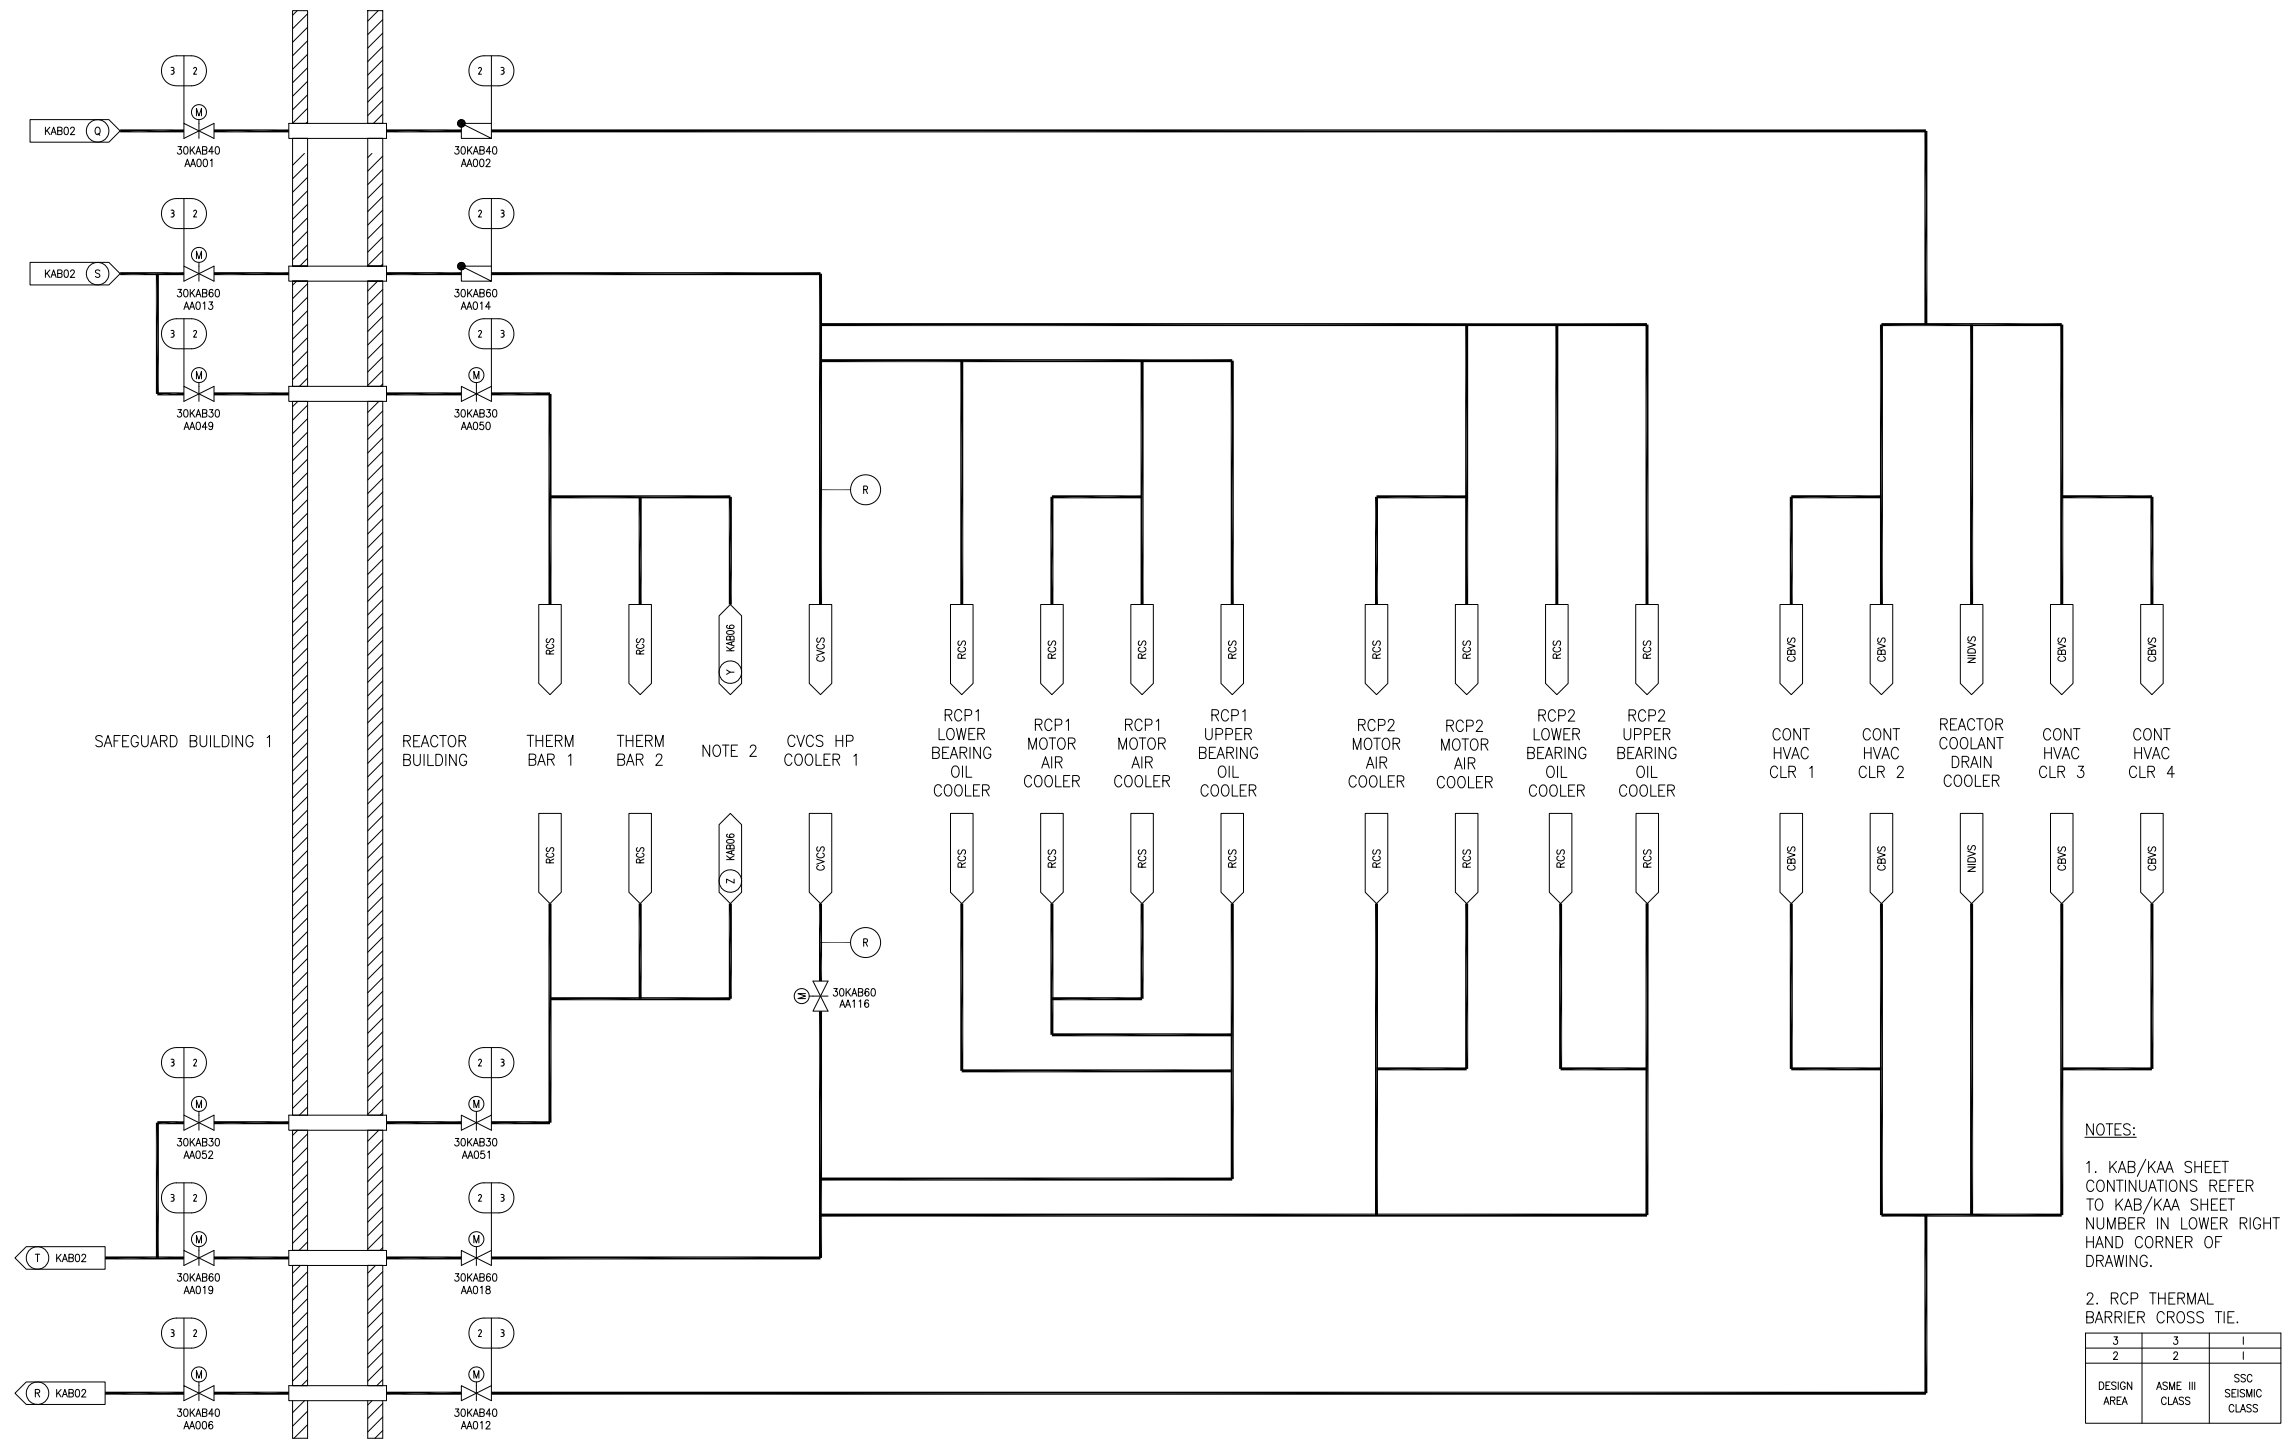 3 2
2 3
M
KAB02 Q
30KAB40
AA001
30KAB40
AA002
3 2
2 3
M
KAB02 S
30KAB60
AA013
30KAB60
AA014
3 2
2 3
M
M
30KAB30
AA049
30KAB30
AA050
R
RCS
RCS
Y KAB06
CVCS
RCS
RCS
RCS
RCS
RCS
RCS
RCS
RCS
CBVS
CBVS
NIDVS
CBVS
CBVS
SAFEGUARD BUILDING 1
REACTOR
BUILDING
THERM
BAR 1
THERM
BAR 2
NOTE 2
CVCS HP
COOLER 1
RCP1
LOWER
BEARING
OIL
COOLER
RCP1
MOTOR
AIR
COOLER
RCP1
MOTOR
AIR
COOLER
RCP1
UPPER
BEARING
OIL
COOLER
RCP2
MOTOR
AIR
COOLER
RCP2
MOTOR
AIR
COOLER
RCP2
LOWER
BEARING
OIL
COOLER
RCP2
UPPER
BEARING
OIL
COOLER
CONT
HVAC
CLR 1
CONT
HVAC
CLR 2
REACTOR
COOLANT
DRAIN
COOLER
CONT
HVAC
CLR 3
CONT
HVAC
CLR 4
RCS
RCS
Z KAB06
CVCS
RCS
RCS
RCS
RCS
RCS
RCS
RCS
RCS
CBVS
CBVS
NIDVS
CBVS
CBVS
R
M
30KAB60
AA116
3 2
2 3
M
M
30KAB30
AA052
30KAB30
AA051
3 2
2 3
M
M
T KAB02
30KAB60
AA019
30KAB60
AA018
3 2
2 3
M
M
R KAB02
30KAB40
AA006
30KAB40
AA012
NOTES:
1. KAB/KAA SHEET
CONTINUATIONS REFER
TO KAB/KAA SHEET
NUMBER IN LOWER RIGHT
HAND CORNER OF
DRAWING.
2. RCP THERMAL
BARRIER CROSS TIE.
3 3 I
2 2 I
DESIGN
AREA
ASME III
CLASS
SSC
SEISMIC
CLASS